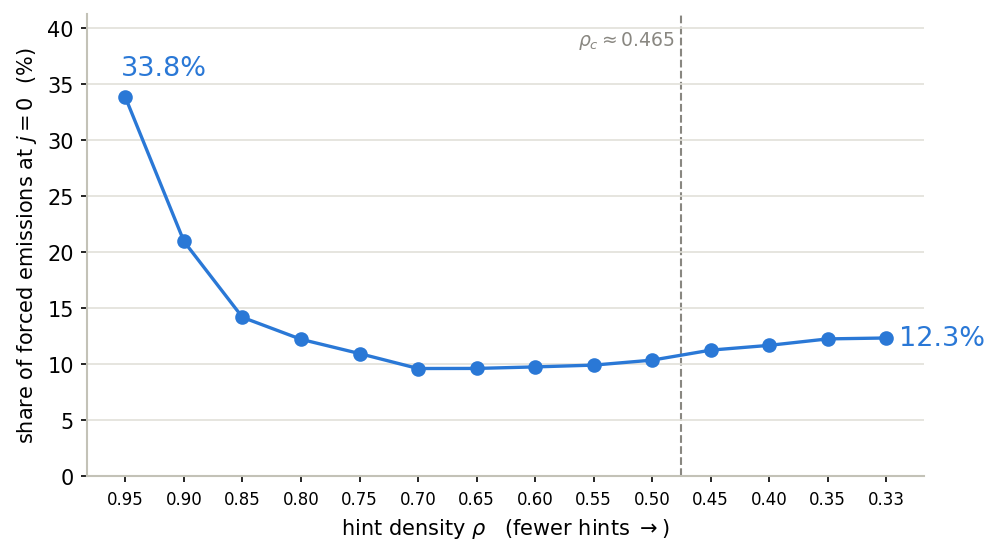 share of forced emissions at j = 0 (%)
40
35
30
25
20
15
10
5
0
33.8%
ρc ≈ 0.465
12.3%
0.95 0.90 0.85 0.80 0.75 0.70 0.65 0.60 0.55 0.50 0.45 0.40 0.35 0.33
hint density ρ (fewer hints →)